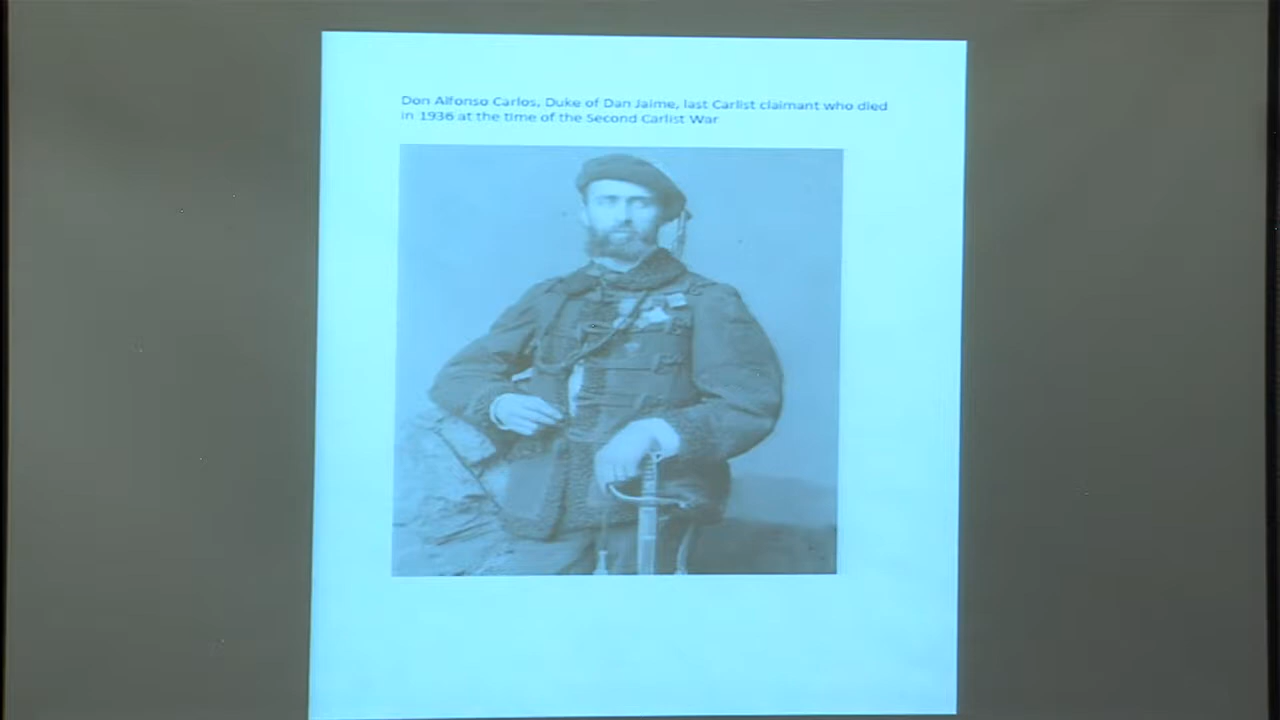 Don Alfonso Carlos, Duke of Dan Jaime, last Carlist claimant who died
in 1936 at the time of the Second Carlist War